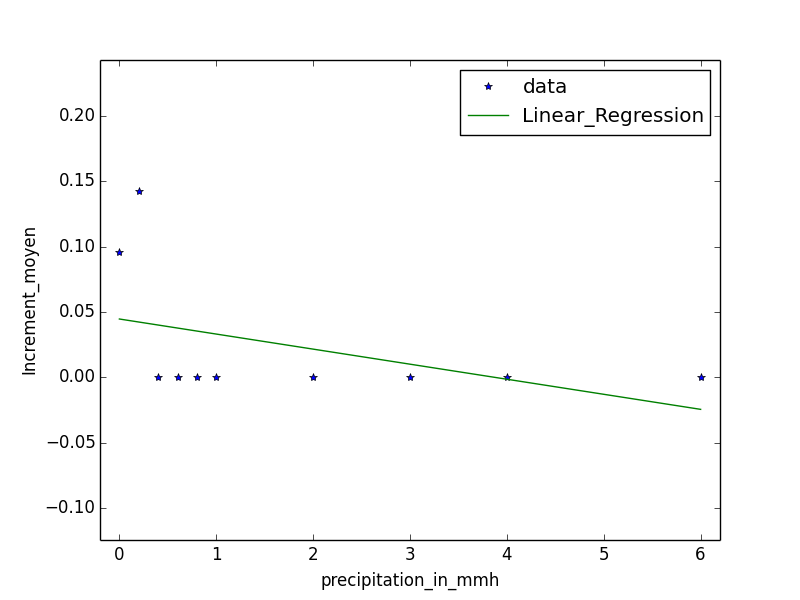 data
Linear_Regression
0.20
0.15
0.10
0.05
0.00
−0.05
−0.10
Increment_moyen
0 1 2 3 4 5 6
precipitation_in_mmh